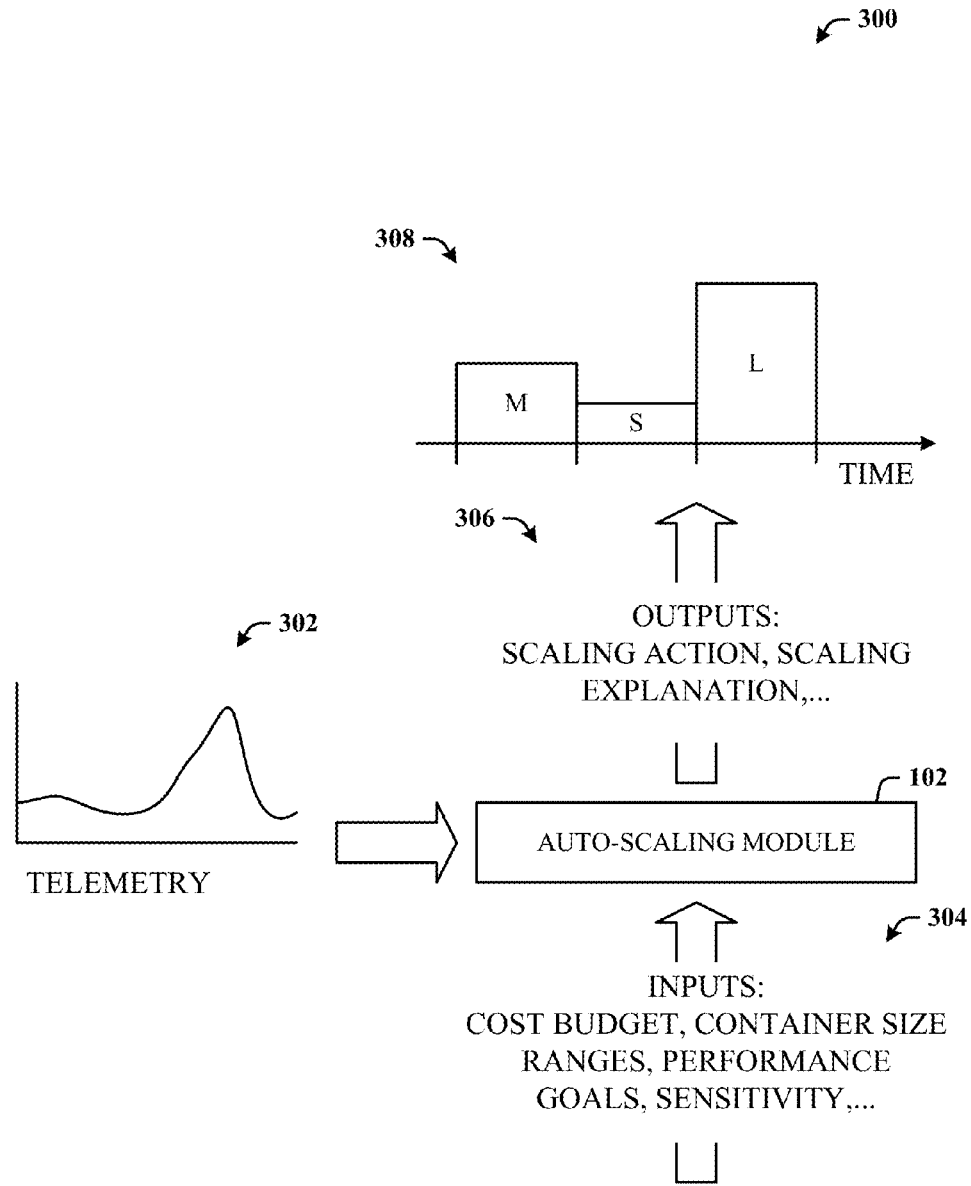 300
308
M
S
L
TIME
306
OUTPUTS:
SCALING ACTION, SCALING
EXPLANATION,...
302
TELEMETRY
102
AUTO-SCALING MODULE
304
INPUTS:
COST BUDGET, CONTAINER SIZE
RANGES, PERFORMANCE
GOALS, SENSITIVITY,...